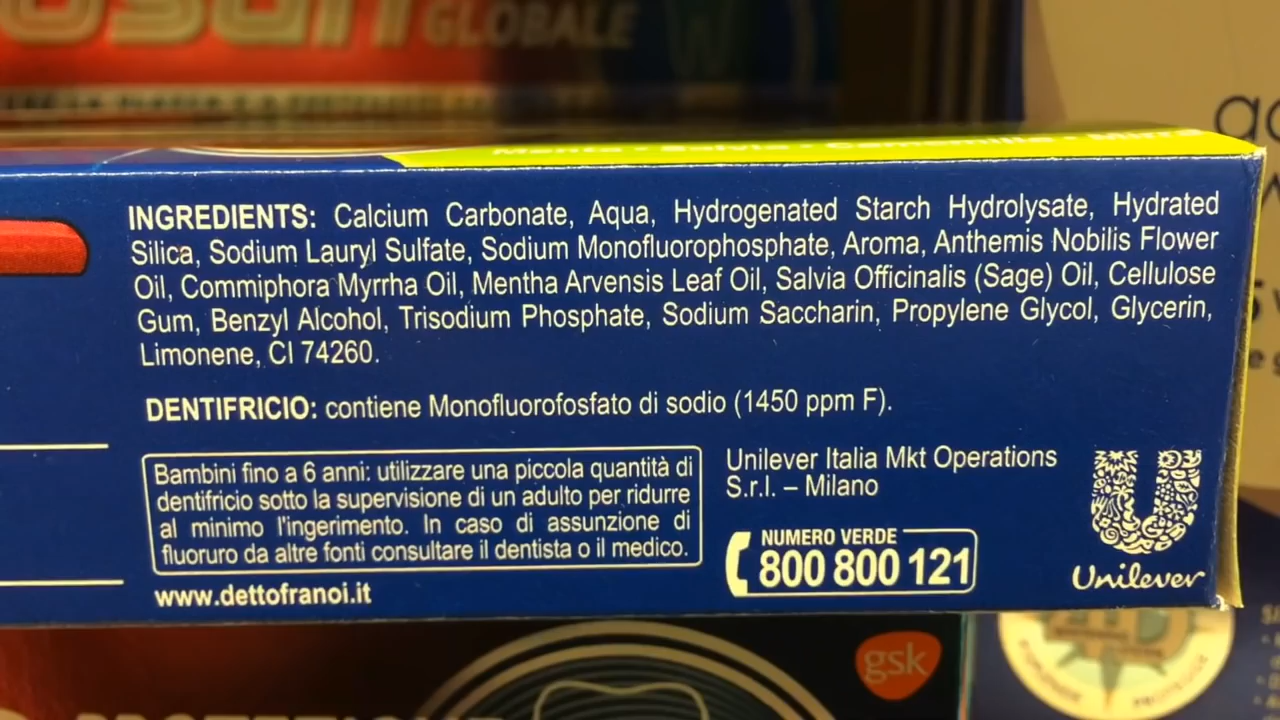 GLOBALE
Menta • Salvia • Camomilla • Mirra
INGREDIENTS: Calcium Carbonate, Aqua, Hydrogenated Starch Hydrolysate, Hydrated
Silica, Sodium Lauryl Sulfate, Sodium Monofluorophosphate, Aroma, Anthemis Nobilis Flower
Oil, Commiphora Myrrha Oil, Mentha Arvensis Leaf Oil, Salvia Officinalis (Sage) Oil, Cellulose
Gum, Benzyl Alcohol, Trisodium Phosphate, Sodium Saccharin, Propylene Glycol, Glycerin,
Limonene, CI 74260.
DENTIFRICIO: contiene Monofluorofosfato di sodio (1450 ppm F).
Bambini fino a 6 anni: utilizzare una piccola quantità di
dentifricio sotto la supervisione di un adulto per ridurre
al minimo l'ingerimento. In caso di assunzione di
fluoruro da altre fonti consultare il dentista o il medico.
www.dettofranoi.it
Unilever Italia Mkt Operations
S.r.l. – Milano
NUMERO VERDE
800 800 121
Unilever
gsk